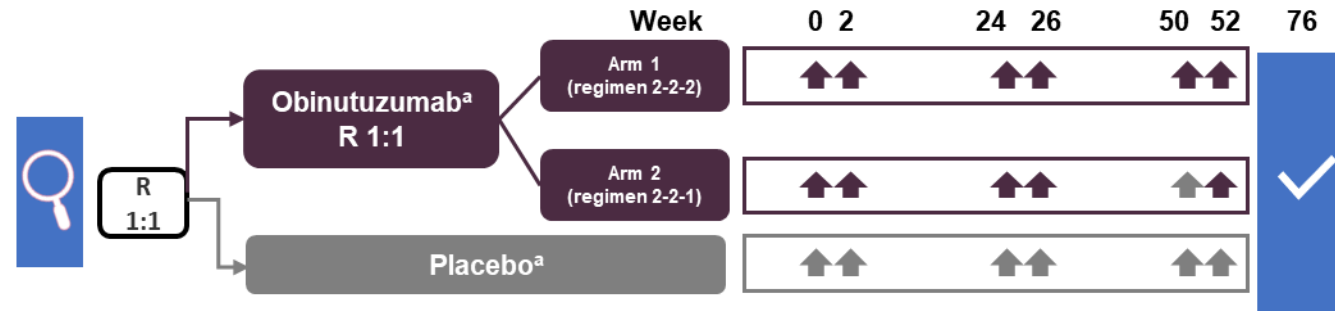 Week 0 2 24 26 50 52 76
Arm 1
(regimen 2-2-2)
Obinutuzumabᵃ
R 1:1
R
1:1
Arm 2
(regimen 2-2-1)
Placeboᵃ